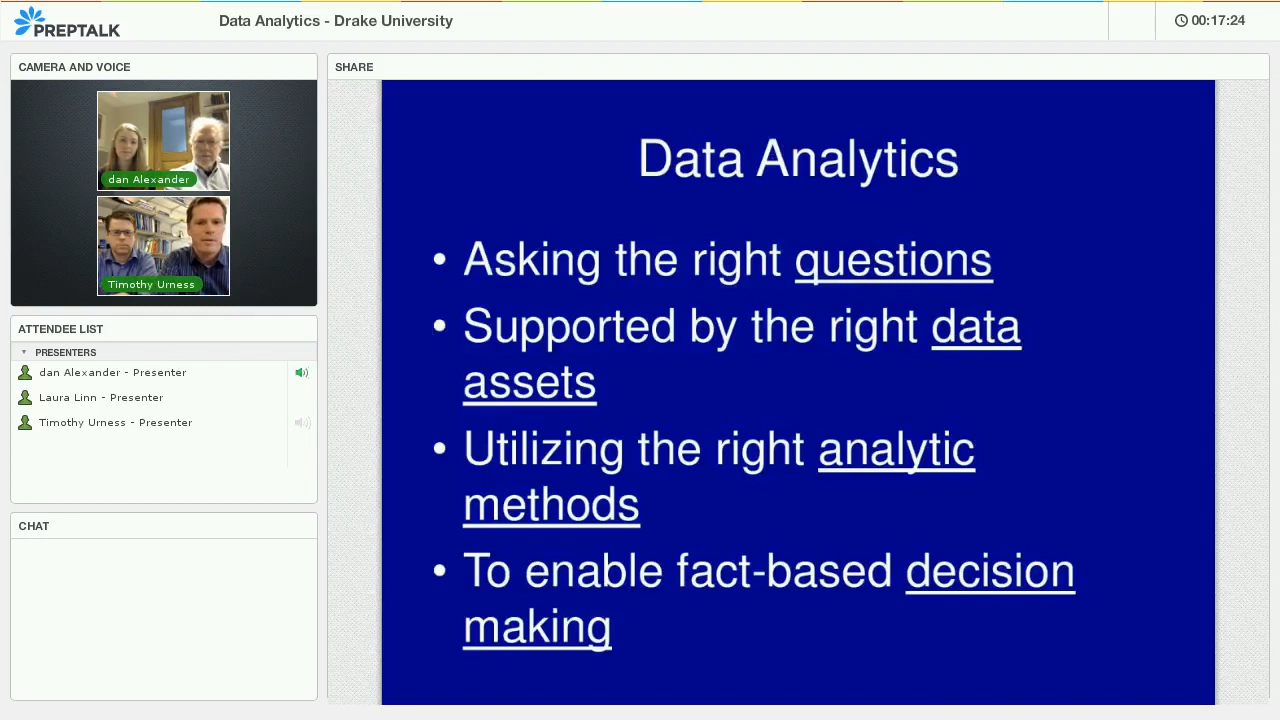 PREPTALK
Data Analytics - Drake University
00:17:24
CAMERA AND VOICE
dan Alexander
Timothy Urness
ATTENDEE LIST
PRESENTERS
dan Alexander - Presenter
Laura Linn - Presenter
Timothy Urness - Presenter
CHAT
SHARE
Data Analytics
• Asking the right questions
• Supported by the right data
assets
• Utilizing the right analytic
methods
• To enable fact-based decision
making